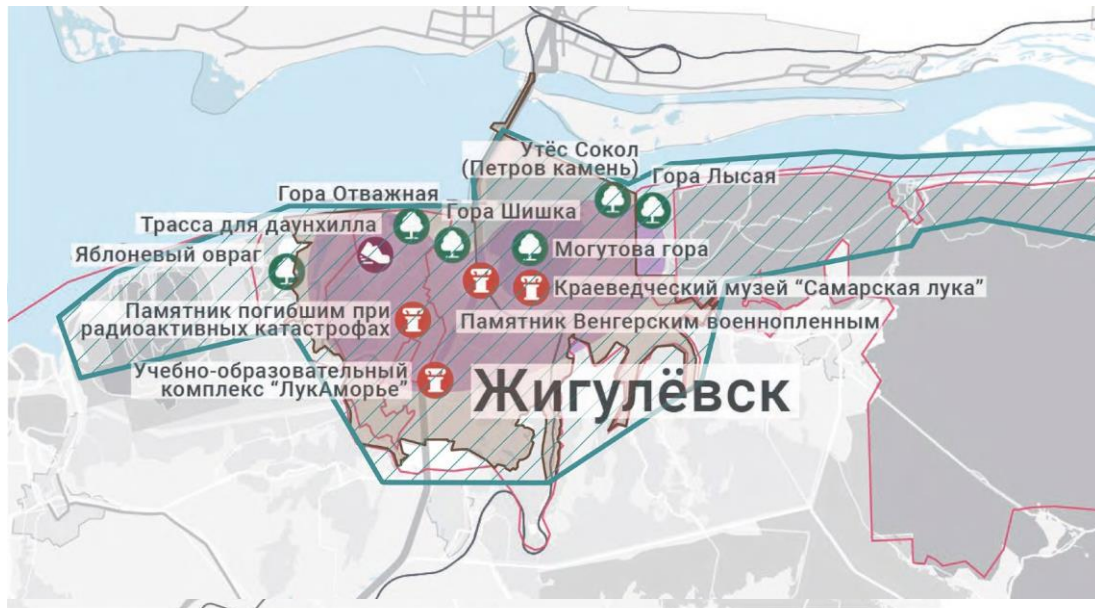 Утёс Сокол
(Петров камень)
Гора Лысая
Гора Отважная
Гора Шишка
Трасса для даунхилла
Яблоневый овраг
Могутова гора
Краеведческий музей “Самарская лука”
Памятник погибшим при
радиоактивных катастрофах
Памятник Венгерским военнопленным
Учебно-образовательный
комплекс “ЛукАморье”
Жигулёвск